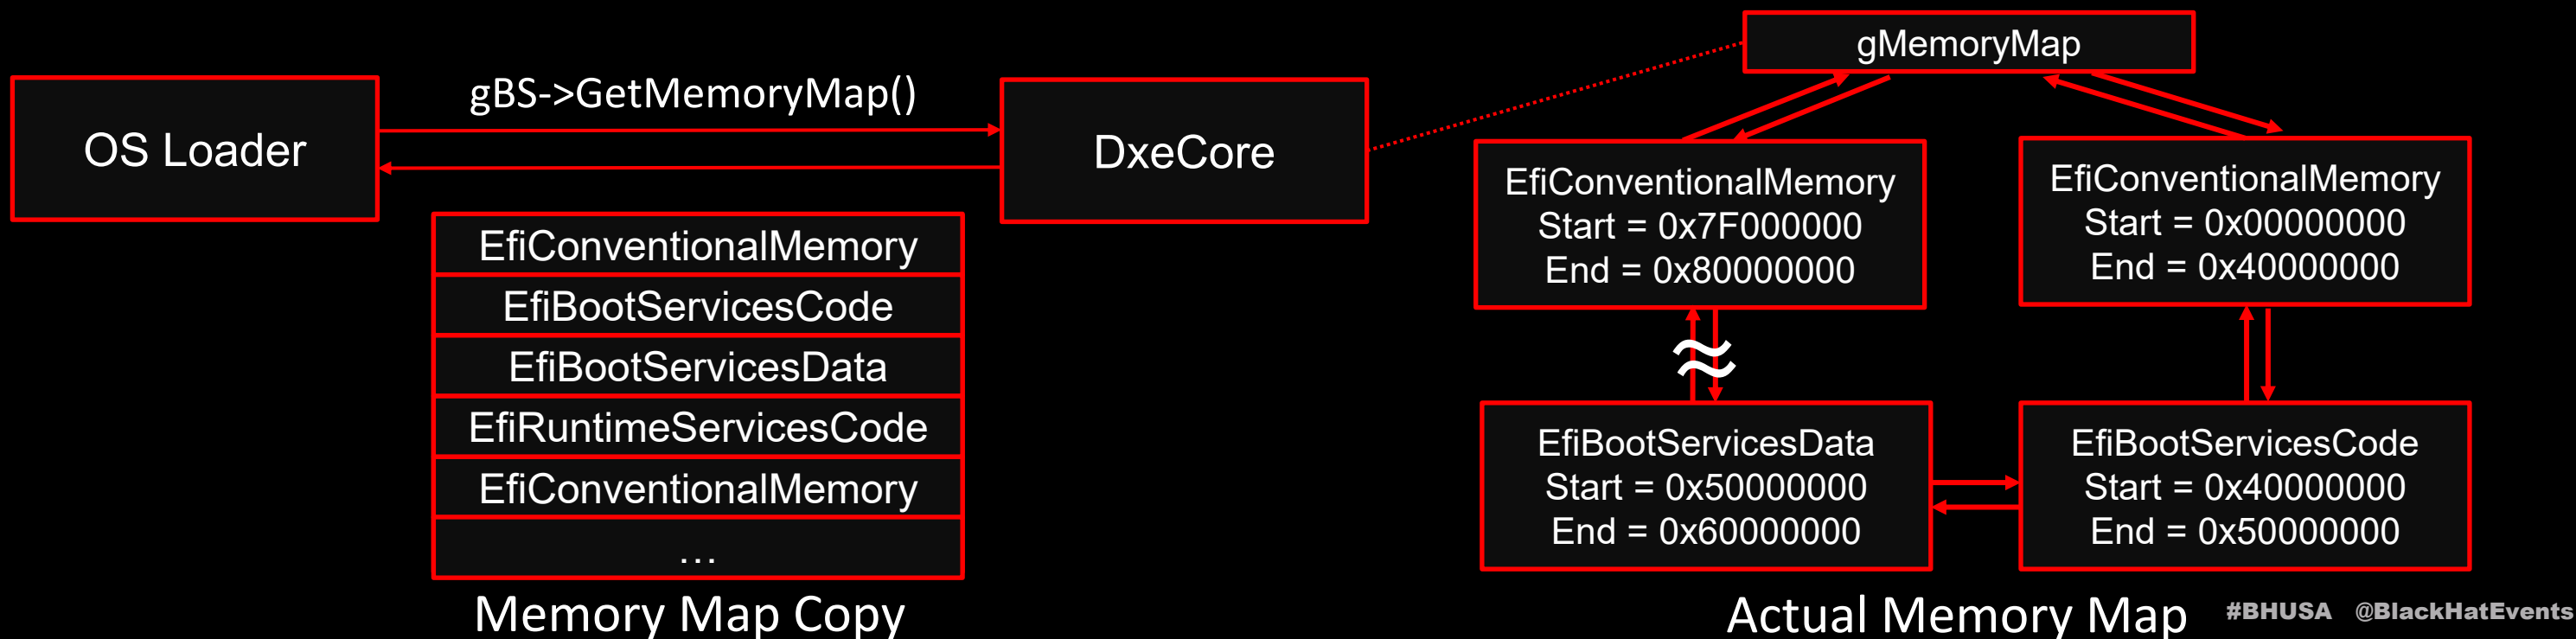 gMemoryMap
gBS->GetMemoryMap()
OS Loader
DxeCore
EfiConventionalMemory
Start = 0x7F000000
End = 0x80000000
EfiConventionalMemory
Start = 0x00000000
End = 0x40000000
EfiConventionalMemory
EfiBootServicesCode
EfiBootServicesData
EfiRuntimeServicesCode
EfiConventionalMemory
...
≈
EfiBootServicesData
Start = 0x50000000
End = 0x60000000
EfiBootServicesCode
Start = 0x40000000
End = 0x50000000
Memory Map Copy
Actual Memory Map
#BHUSA @BlackHatEvents